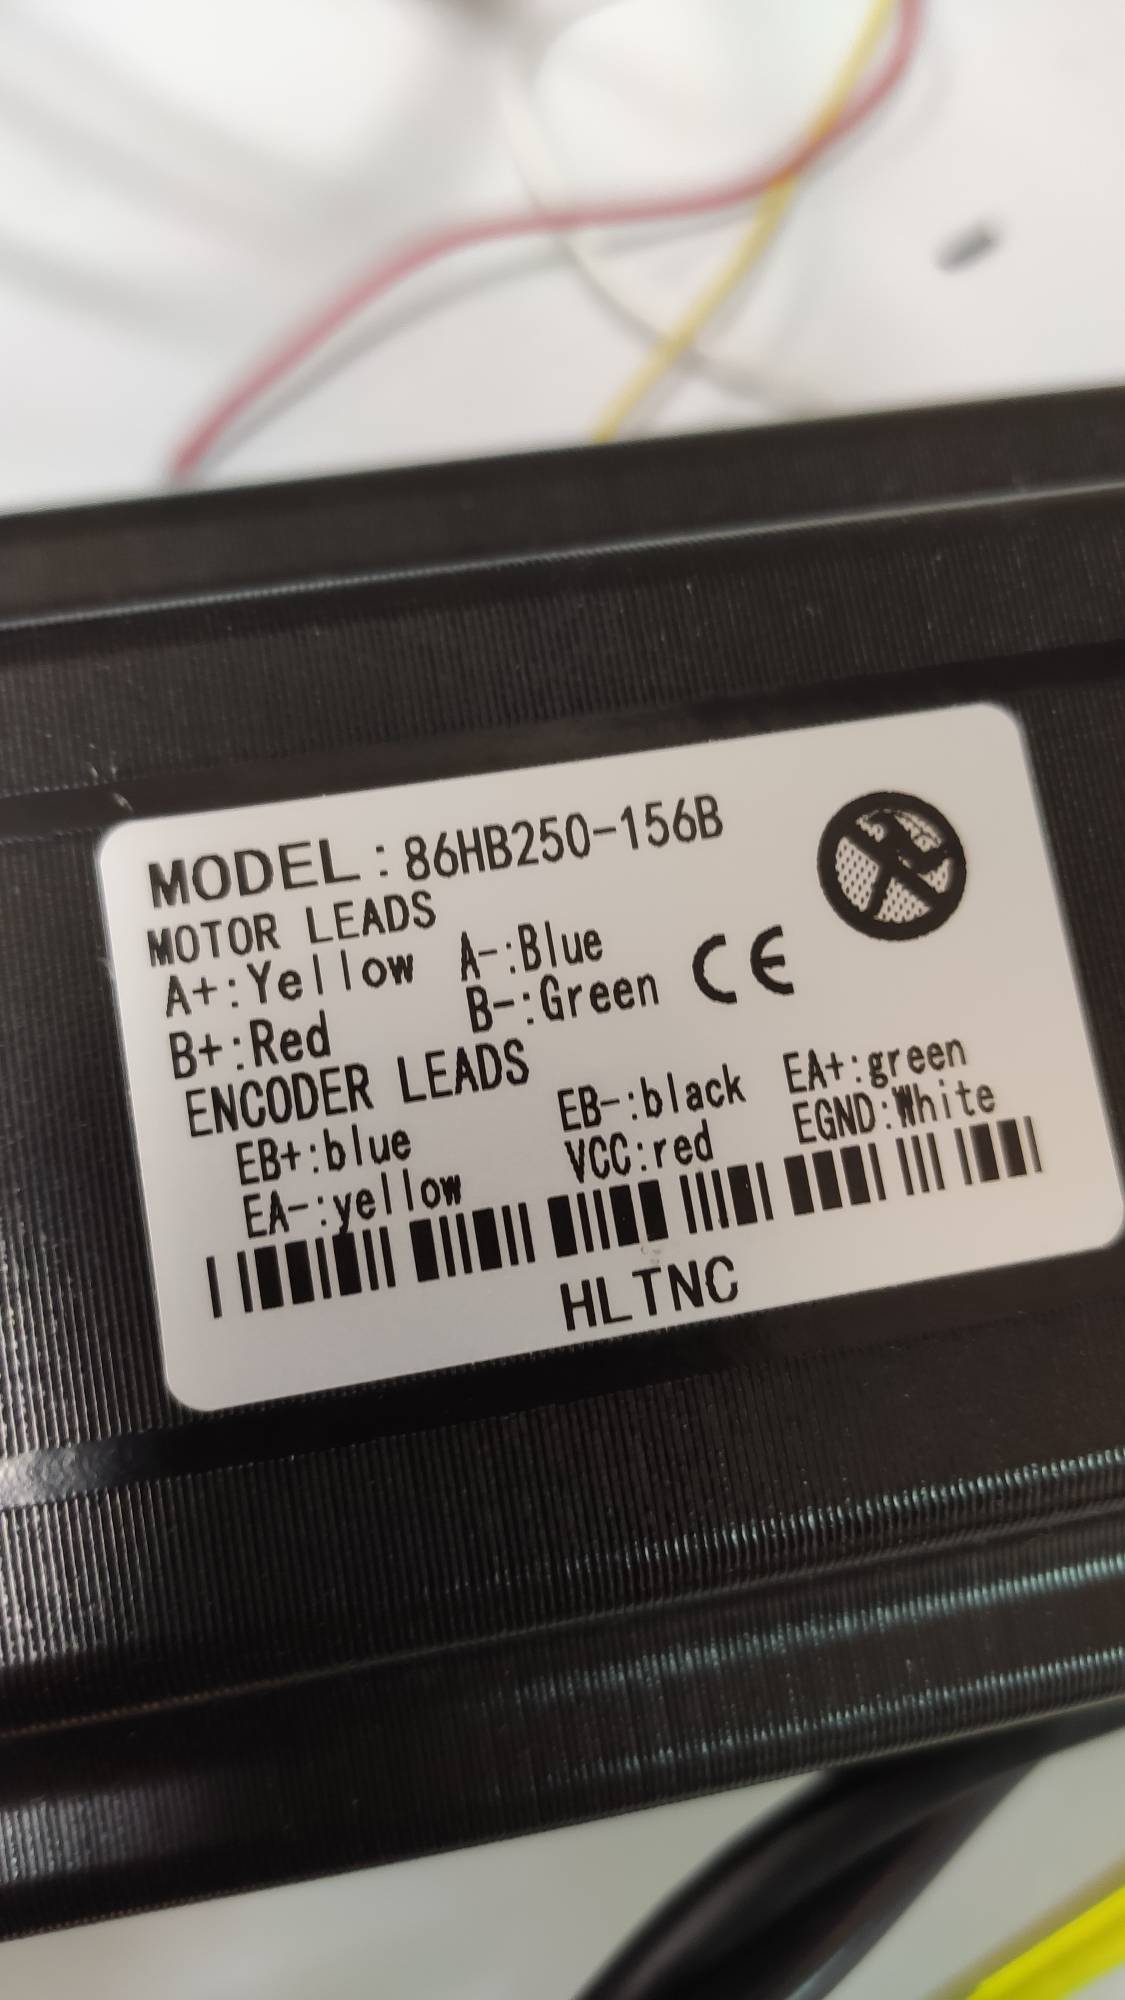 MODEL:86HB250-156B
MOTOR LEADS
A+:Yellow A-:Blue
B+:Red B-:Green CE
ENCODER LEADS
EB+:blue EB-:black EA+:green
EA-:yellow VCC:red EGND:White
HLTNC